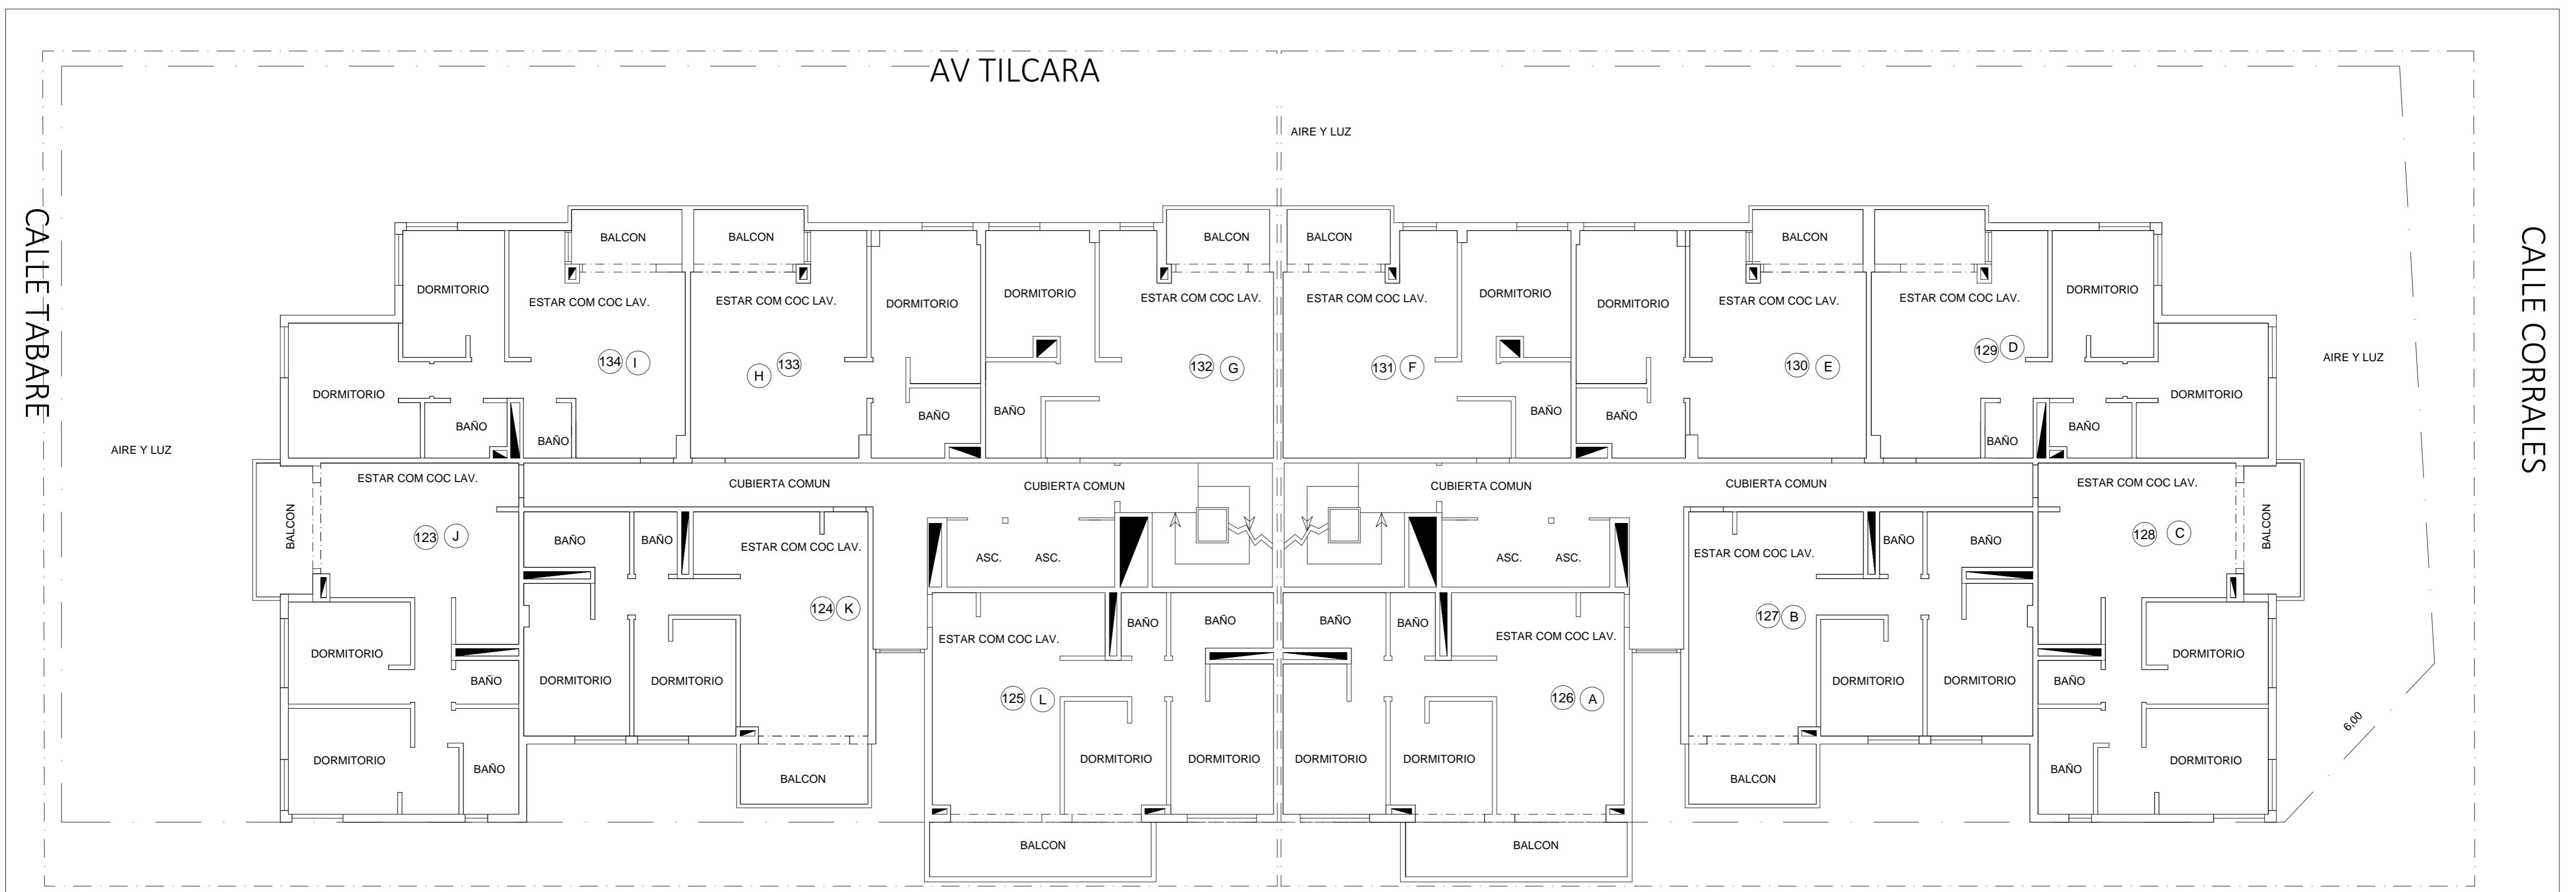 AV TILCARA
AIRE Y LUZ
CALLE TABARE
CALLE CORRALES
BALCON
BALCON
BALCON
BALCON
BALCON
DORMITORIO
ESTAR COM COC LAV.
ESTAR COM COC LAV.
DORMITORIO
DORMITORIO
ESTAR COM COC LAV.
ESTAR COM COC LAV.
DORMITORIO
DORMITORIO
ESTAR COM COC LAV.
ESTAR COM COC LAV.
DORMITORIO
134 I
H 133
132 G
131 F
130 E
129 D
AIRE Y LUZ
DORMITORIO
DORMITORIO
BAÑO
BAÑO
BAÑO
BAÑO
BAÑO
BAÑO
BAÑO
BAÑO
AIRE Y LUZ
ESTAR COM COC LAV.
CUBIERTA COMUN
CUBIERTA COMUN
CUBIERTA COMUN
CUBIERTA COMUN
ESTAR COM COC LAV.
BALCON
123 J
BAÑO
BAÑO
ESTAR COM COC LAV.
ASC.
ASC.
ASC.
ASC.
ESTAR COM COC LAV.
BAÑO
BAÑO
128 C
BALCON
124 K
127 B
ESTAR COM COC LAV.
BAÑO
BAÑO
BAÑO
BAÑO
ESTAR COM COC LAV.
DORMITORIO
DORMITORIO
BAÑO
DORMITORIO
DORMITORIO
DORMITORIO
DORMITORIO
BAÑO
125 L
126 A
6,00
DORMITORIO
BAÑO
BALCON
DORMITORIO
DORMITORIO
DORMITORIO
DORMITORIO
BALCON
BAÑO
DORMITORIO
BALCON
BALCON